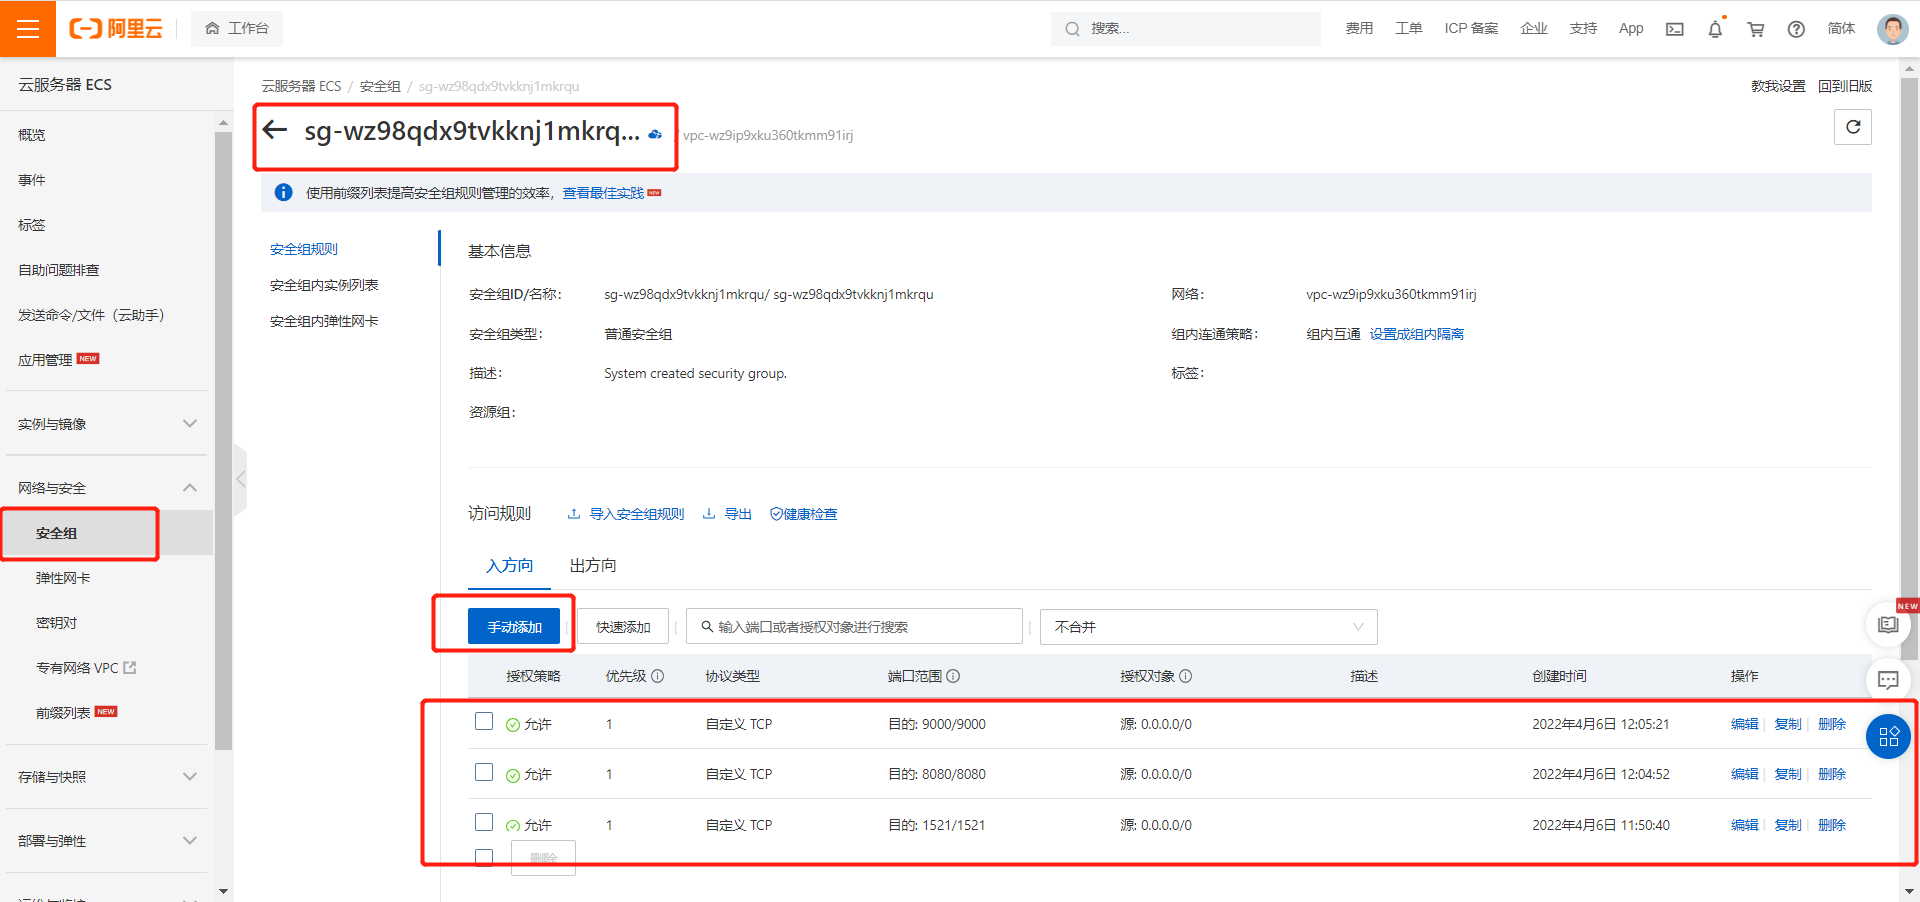 阿里云
工作台
搜索...
费用
工单
ICP 备案
企业
支持
App
简体
云服务器 ECS
概览
事件
标签
自助问题排查
发送命令/文件（云助手）
应用管理 NEW
实例与镜像
网络与安全
安全组
弹性网卡
密钥对
专有网络 VPC
前缀列表 NEW
存储与快照
部署与弹性
云服务器 ECS / 安全组 / sg-wz98qdx9tvkknj1mkrqu
教我设置 回到旧版
sg-wz98qdx9tvkknj1mkrq... / vpc-wz9ip9xku360tkmm91irj
使用前缀列表提高安全组规则管理的效率，查看最佳实践 NEW
安全组规则
安全组内实例列表
安全组内弹性网卡
基本信息
安全组ID/名称： sg-wz98qdx9tvkknj1mkrqu/ sg-wz98qdx9tvkknj1mkrqu 网络： vpc-wz9ip9xku360tkmm91irj
安全组类型： 普通安全组 组内连通策略： 组内互通 设置成组内隔离
描述： System created security group. 标签：
资源组：
访问规则 导入安全组规则 导出 健康检查
入方向 出方向
手动添加 快速添加 输入端口或者授权对象进行搜索 不合并
NEW
授权策略 优先级 协议类型 端口范围 授权对象 描述 创建时间 操作
允许 1 自定义 TCP 目的: 9000/9000 源: 0.0.0.0/0 2022年4月6日 12:05:21 编辑 复制 删除
允许 1 自定义 TCP 目的: 8080/8080 源: 0.0.0.0/0 2022年4月6日 12:04:52 编辑 复制 删除
允许 1 自定义 TCP 目的: 1521/1521 源: 0.0.0.0/0 2022年4月6日 11:50:40 编辑 复制 删除
删除